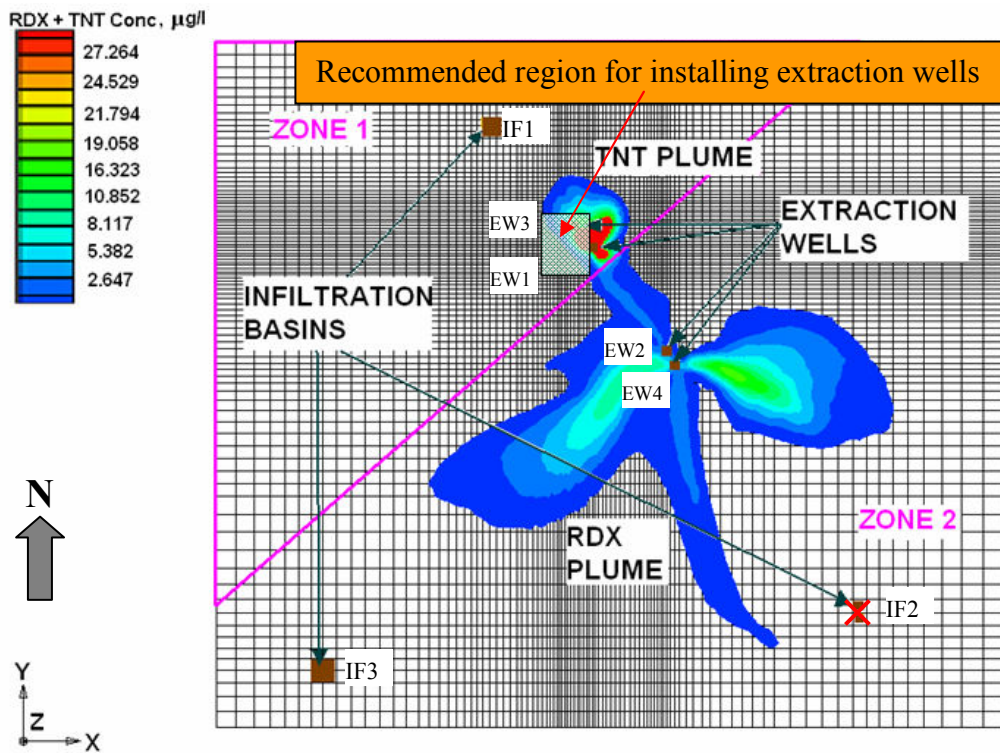 RDX + TNT Conc, µg/l
27.264
24.529
21.794
19.058
16.323
10.852
8.117
5.382
2.647
Recommended region for installing extraction wells
ZONE 1
IF1
TNT PLUME
EW3
EXTRACTION
WELLS
EW1
INFILTRATION
BASINS
EW2
EW4
N
ZONE 2
RDX
PLUME
IF2
IF3
Y
Z
X